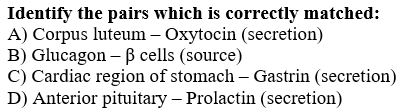 Identify the pairs which is correctly matched:
A) Corpus luteum – Oxytocin (secretion)
B) Glucagon – β cells (source)
C) Cardiac region of stomach – Gastrin (secretion)
D) Anterior pituitary – Prolactin (secretion)